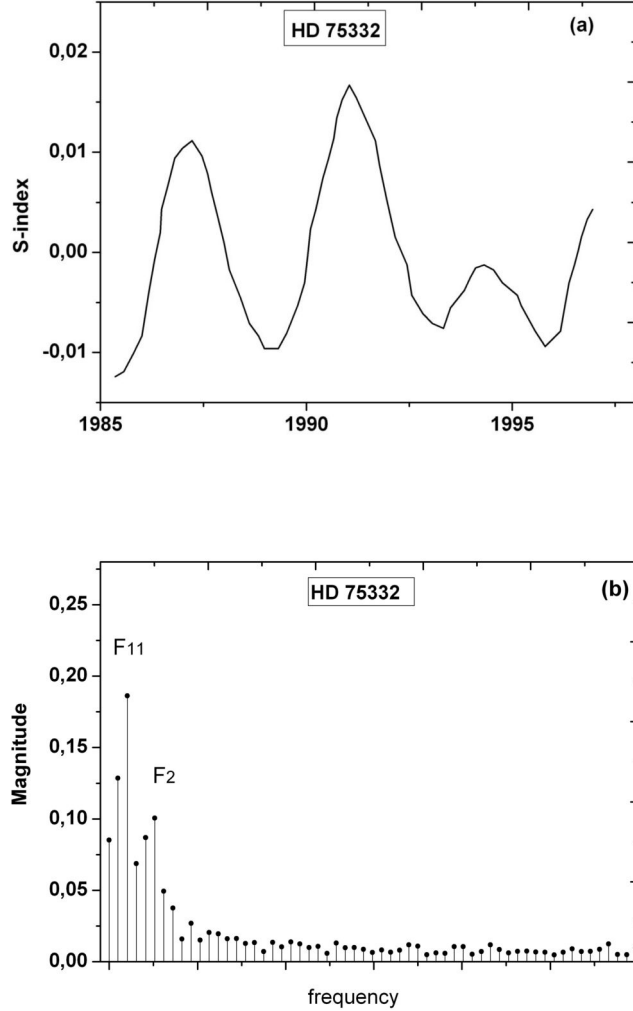 HD 75332
(a)
0,02
0,01
0,00
-0,01
S-index
1985
1990
1995
HD 75332
(b)
0,25
0,20
0,15
0,10
0,05
0,00
Magnitude
F11
F2
frequency